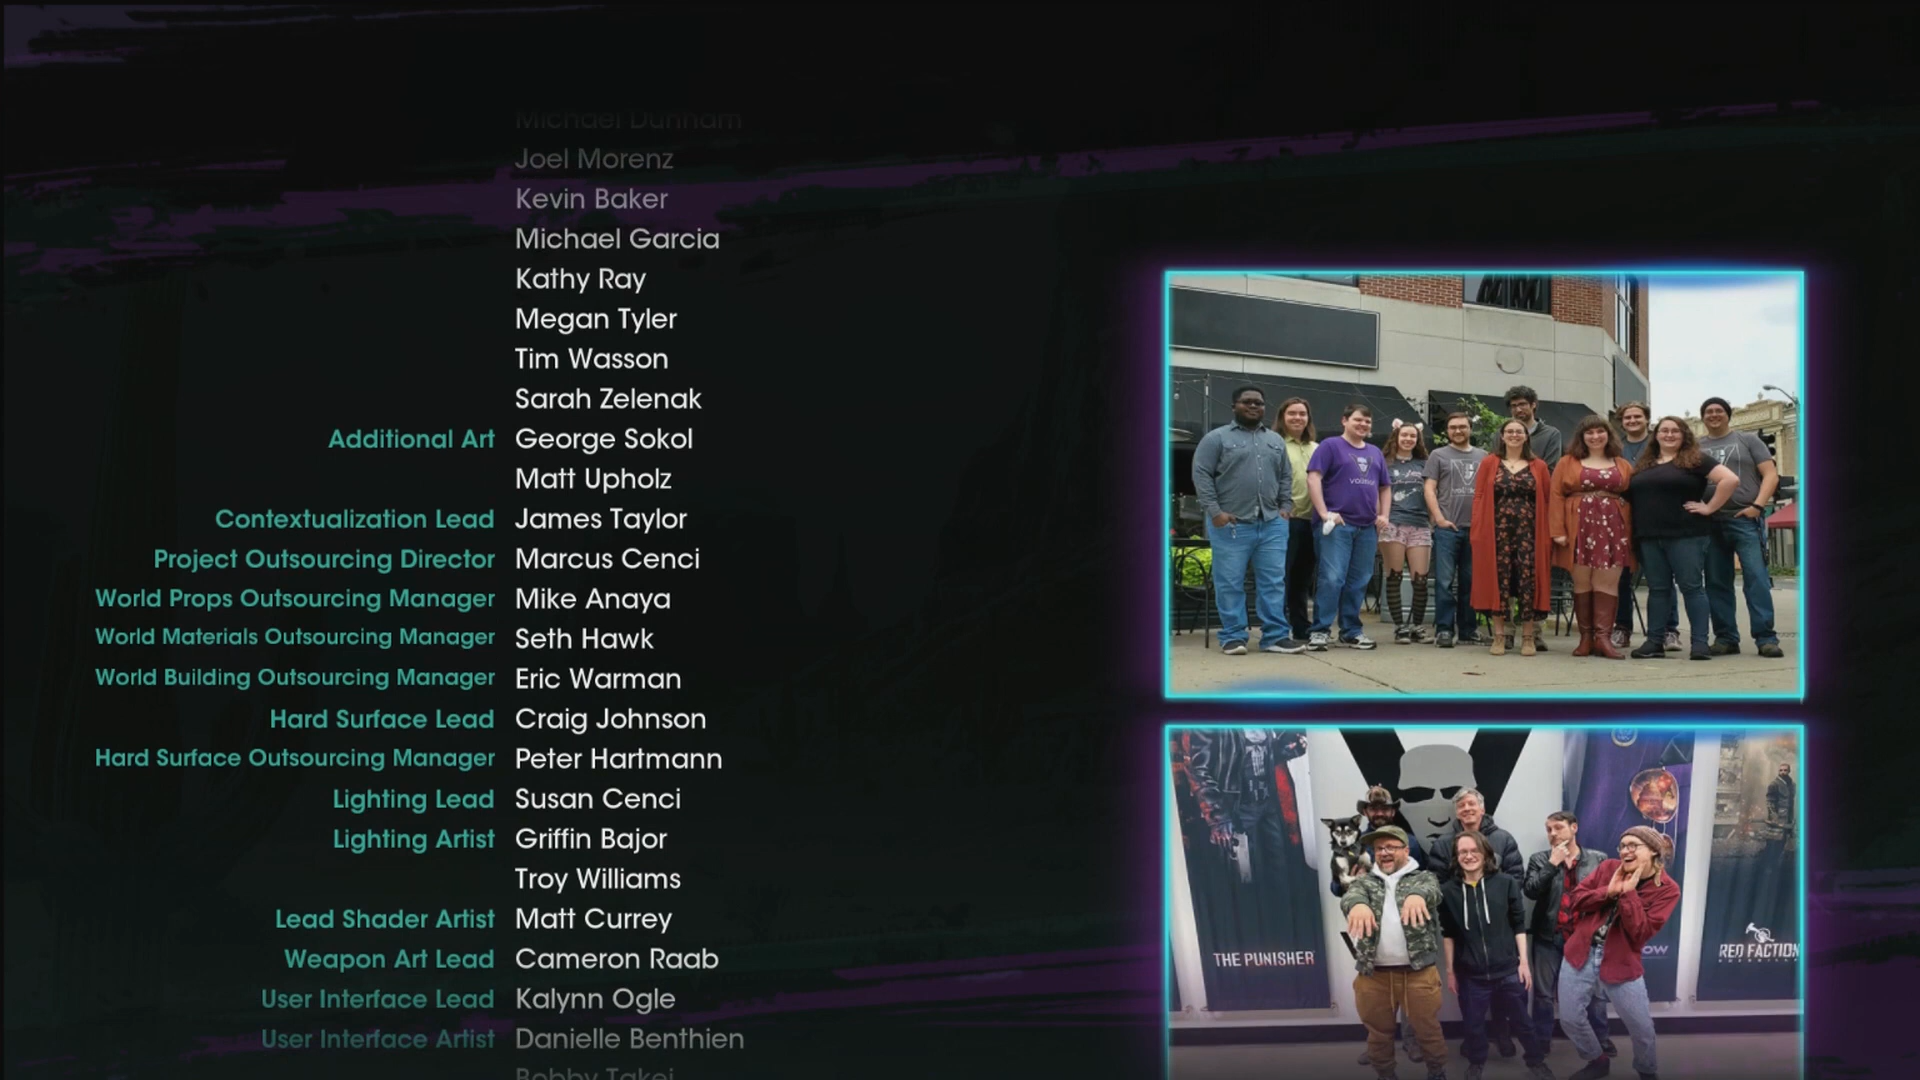 Michael Dunham
Joel Morenz
Kevin Baker
Michael Garcia
Kathy Ray
Megan Tyler
Tim Wasson
Sarah Zelenak
Additional Art George Sokol
Matt Upholz
Contextualization Lead James Taylor
Project Outsourcing Director Marcus Cenci
World Props Outsourcing Manager Mike Anaya
World Materials Outsourcing Manager Seth Hawk
World Building Outsourcing Manager Eric Warman
Hard Surface Lead Craig Johnson
Hard Surface Outsourcing Manager Peter Hartmann
Lighting Lead Susan Cenci
Lighting Artist Griffin Bajor
Troy Williams
Lead Shader Artist Matt Currey
Weapon Art Lead Cameron Raab
User Interface Lead Kalynn Ogle
User Interface Artist Danielle Benthien
Bobby Takei
THE PUNISHER
RED FACTION